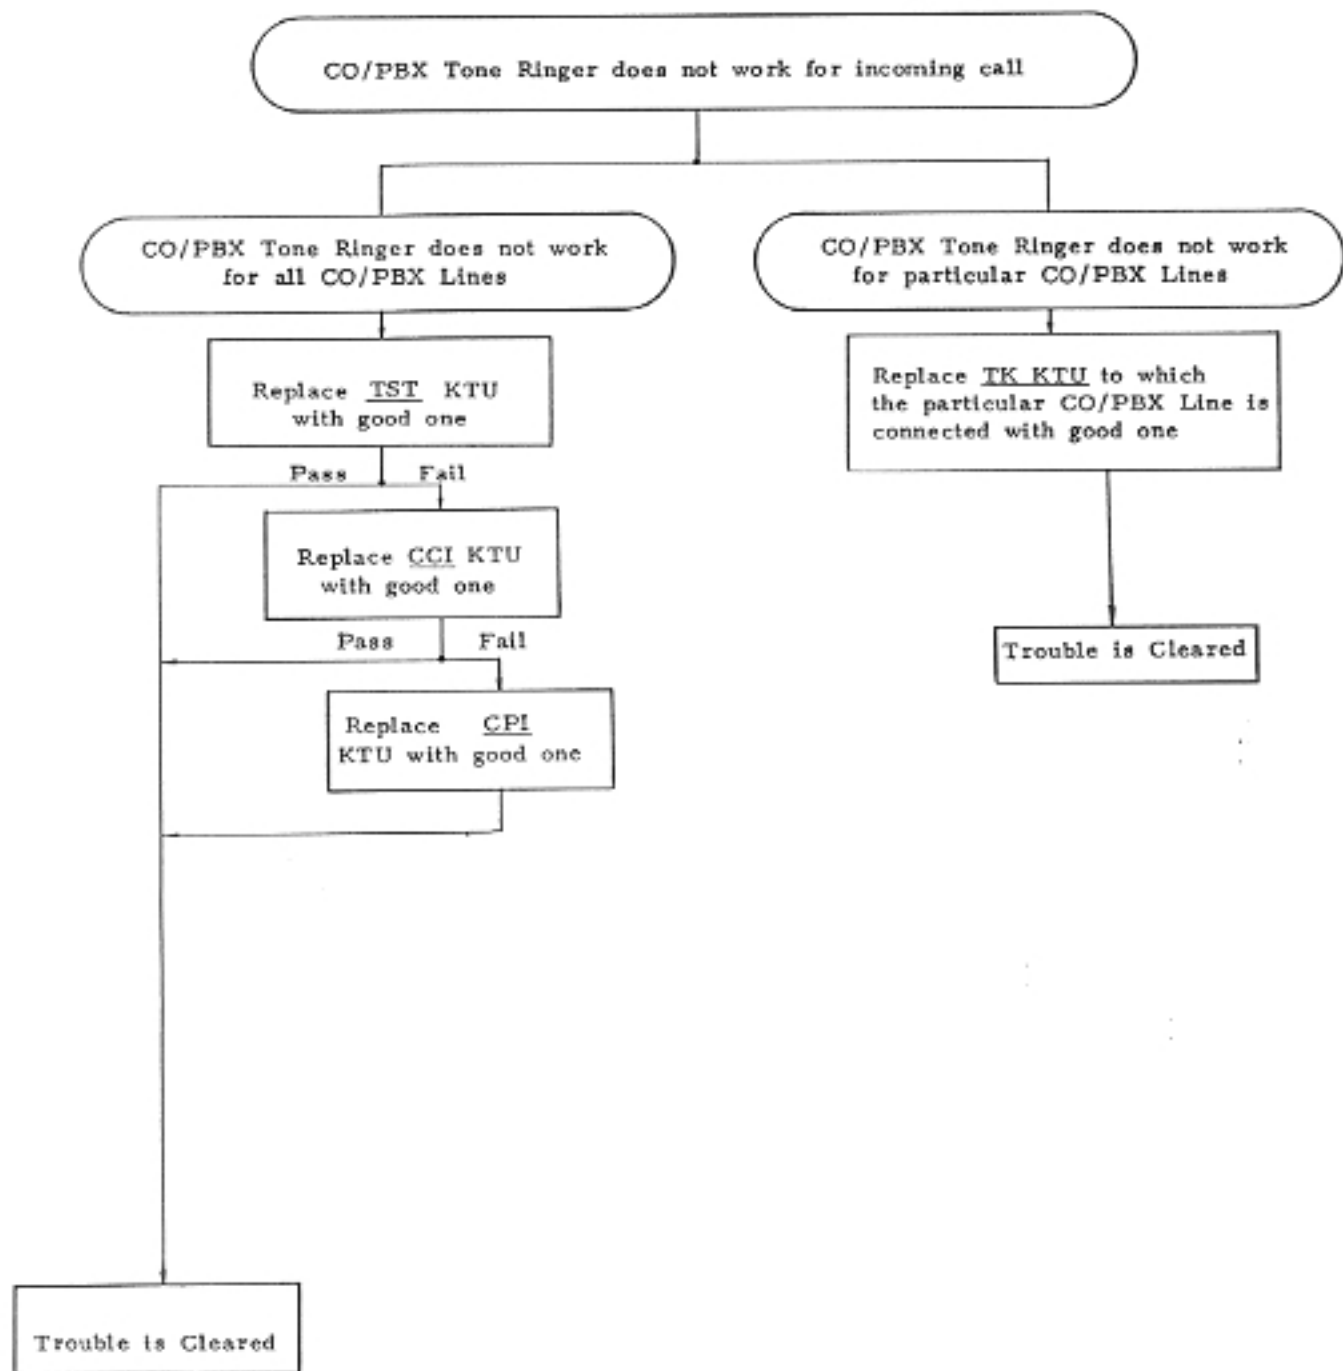 CO/PBX Tone Ringer does not work for incoming call
CO/PBX Tone Ringer does not work
for all CO/PBX Lines
CO/PBX Tone Ringer does not work
for particular CO/PBX Lines
Replace TST KTU
with good one
Replace TK KTU to which
the particular CO/PBX Line is
connected with good one
Pass Fail
Replace CCI KTU
with good one
Pass Fail
Trouble is Cleared
Replace CPI
KTU with good one
Trouble is Cleared